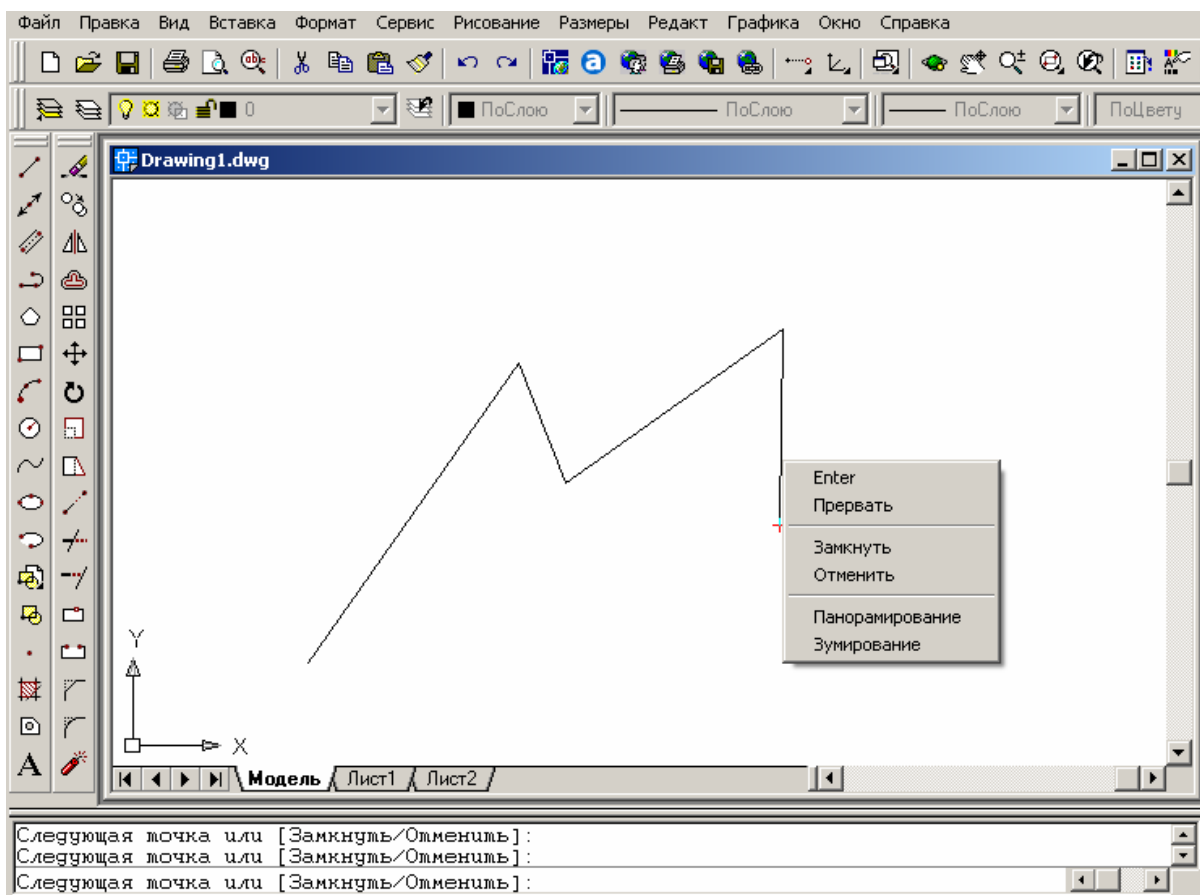 Файл Правка Вид Вставка Формат Сервис Рисование Размеры Редакт Графика Окно Справка
0 ПоСлою ПоСлою ПоСлою ПоЦвету
Drawing1.dwg
Enter
Прервать
Замкнуть
Отменить
Панорамирование
Зумирование
Y
X
A
Модель Лист1 Лист2
Следующая точка или [Замкнуть/Отменить]:
Следующая точка или [Замкнуть/Отменить]:
Следующая точка или [Замкнуть/Отменить]: